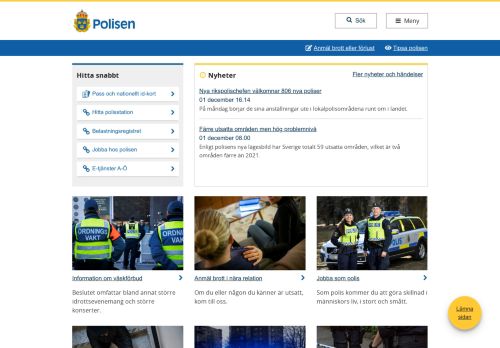 Polisen
Sök
Meny
Anmäl brott eller förlust
Tipsa polisen
Hitta snabbt
Pass och nationellt id-kort
Hitta polisstation
Belastningsregistret
Jobba hos polisen
E-tjänster A-Ö
Nyheter
Fler nyheter och händelser
Nya rikspolischefen välkomnar 806 nya poliser
01 december 16.14
På måndag börjar de sina anställningar ute i lokalpolisområdena runt om i landet.
Färre utsatta områden men hög problemnivå
01 december 08.00
Enligt polisens nya lägesbild har Sverige totalt 59 utsatta områden, vilket är två
områden färre än 2021.
ORDNINGS
VAKT
POLIS
Information om väskförbud
Anmäl brott i nära relation
Jobba som polis
Beslutet omfattar bland annat större
idrottsevenemang och större
konserter.
Om du eller någon du känner är utsatt,
kom till oss.
Som polis kommer du att göra skillnad i
människors liv, i stort och smått.
Lämna
sidan